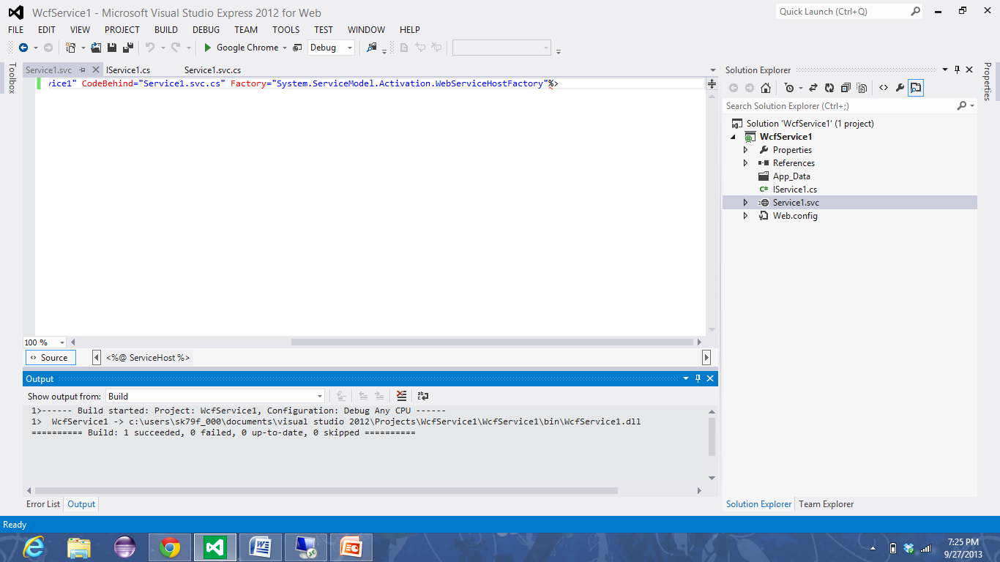 WcfService1 - Microsoft Visual Studio Express 2012 for Web
Quick Launch (Ctrl+Q)
FILE EDIT VIEW PROJECT BUILD DEBUG TEAM TOOLS TEST WINDOW HELP
Google Chrome Debug
Toolbox
Service1.svc IService1.cs Service1.svc.cs
vice1" CodeBehind="Service1.svc.cs" Factory="System.ServiceModel.Activation.WebServiceHostFactory"%>
100 %
Source <%@ ServiceHost %>
Output
Show output from: Build
1>------ Build started: Project: WcfService1, Configuration: Debug Any CPU ------
1> WcfService1 -> c:\users\sk79f_000\documents\visual studio 2012\Projects\WcfService1\WcfService1\bin\WcfService1.dll
========== Build: 1 succeeded, 0 failed, 0 up-to-date, 0 skipped ==========
Error List Output
Solution Explorer
Search Solution Explorer (Ctrl+;)
Solution 'WcfService1' (1 project)
WcfService1
Properties
References
App_Data
IService1.cs
Service1.svc
Web.config
Solution Explorer Team Explorer
Properties
Ready
7:25 PM
9/27/2013